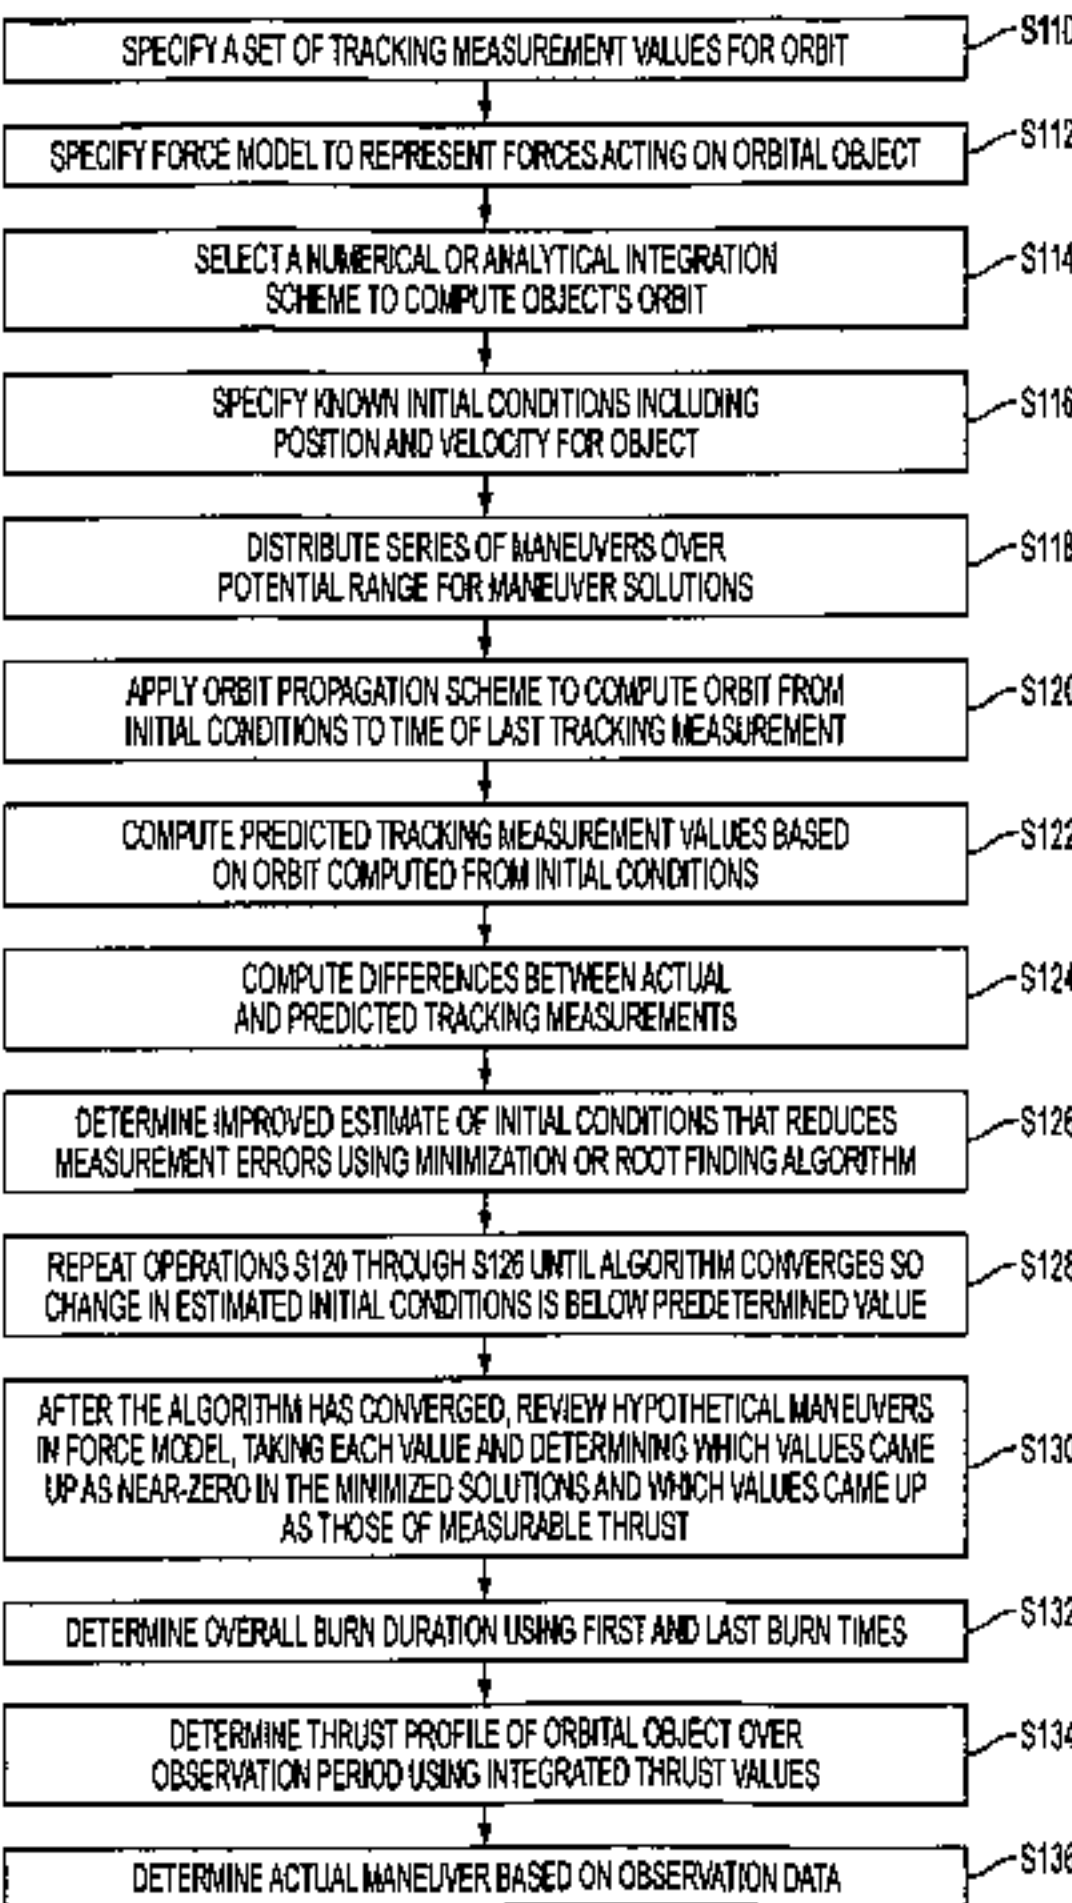 SPECIFY A SET OF TRACKING MEASUREMENT VALUES FOR ORBIT
S110
SPECIFY FORCE MODEL TO REPRESENT FORCES ACTING ON ORBITAL OBJECT
S112
SELECT A NUMERICAL OR ANALYTICAL INTEGRATION
SCHEME TO COMPUTE OBJECT'S ORBIT
S114
SPECIFY KNOWN INITIAL CONDITIONS INCLUDING
POSITION AND VELOCITY FOR OBJECT
S116
DISTRIBUTE SERIES OF MANEUVERS OVER
POTENTIAL RANGE FOR MANEUVER SOLUTIONS
S118
APPLY ORBIT PROPAGATION SCHEME TO COMPUTE ORBIT FROM
INITIAL CONDITIONS TO TIME OF LAST TRACKING MEASUREMENT
S120
COMPUTE PREDICTED TRACKING MEASUREMENT VALUES BASED
ON ORBIT COMPUTED FROM INITIAL CONDITIONS
S122
COMPUTE DIFFERENCES BETWEEN ACTUAL
AND PREDICTED TRACKING MEASUREMENTS
S124
DETERMINE IMPROVED ESTIMATE OF INITIAL CONDITIONS THAT REDUCES
MEASUREMENT ERRORS USING MINIMIZATION OR ROOT FINDING ALGORITHM
S126
REPEAT OPERATIONS S120 THROUGH S126 UNTIL ALGORITHM CONVERGES SO
CHANGE IN ESTIMATED INITIAL CONDITIONS IS BELOW PREDETERMINED VALUE
S128
AFTER THE ALGORITHM HAS CONVERGED, REVIEW HYPOTHETICAL MANEUVERS
IN FORCE MODEL, TAKING EACH VALUE AND DETERMINING WHICH VALUES CAME
UP AS NEAR-ZERO IN THE MINIMIZED SOLUTIONS AND WHICH VALUES CAME UP
AS THOSE OF MEASURABLE THRUST
S130
DETERMINE OVERALL BURN DURATION USING FIRST AND LAST BURN TIMES
S132
DETERMINE THRUST PROFILE OF ORBITAL OBJECT OVER
OBSERVATION PERIOD USING INTEGRATED THRUST VALUES
S134
DETERMINE ACTUAL MANEUVER BASED ON OBSERVATION DATA
S136